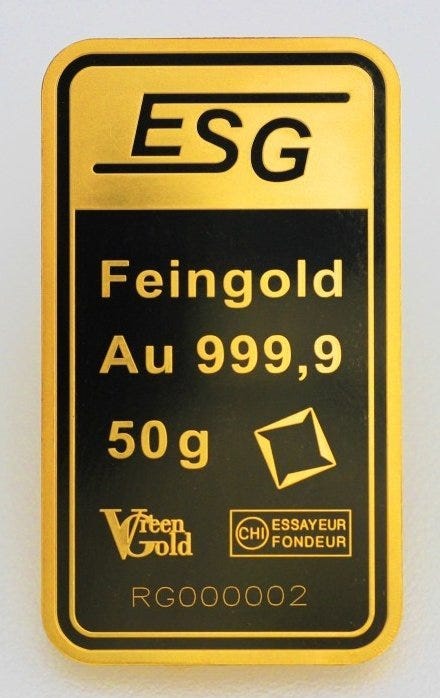 ESG
Feingold
Au 999,9
50g
Green
Gold
CHI ESSAYEUR
FONDEUR
RG000002